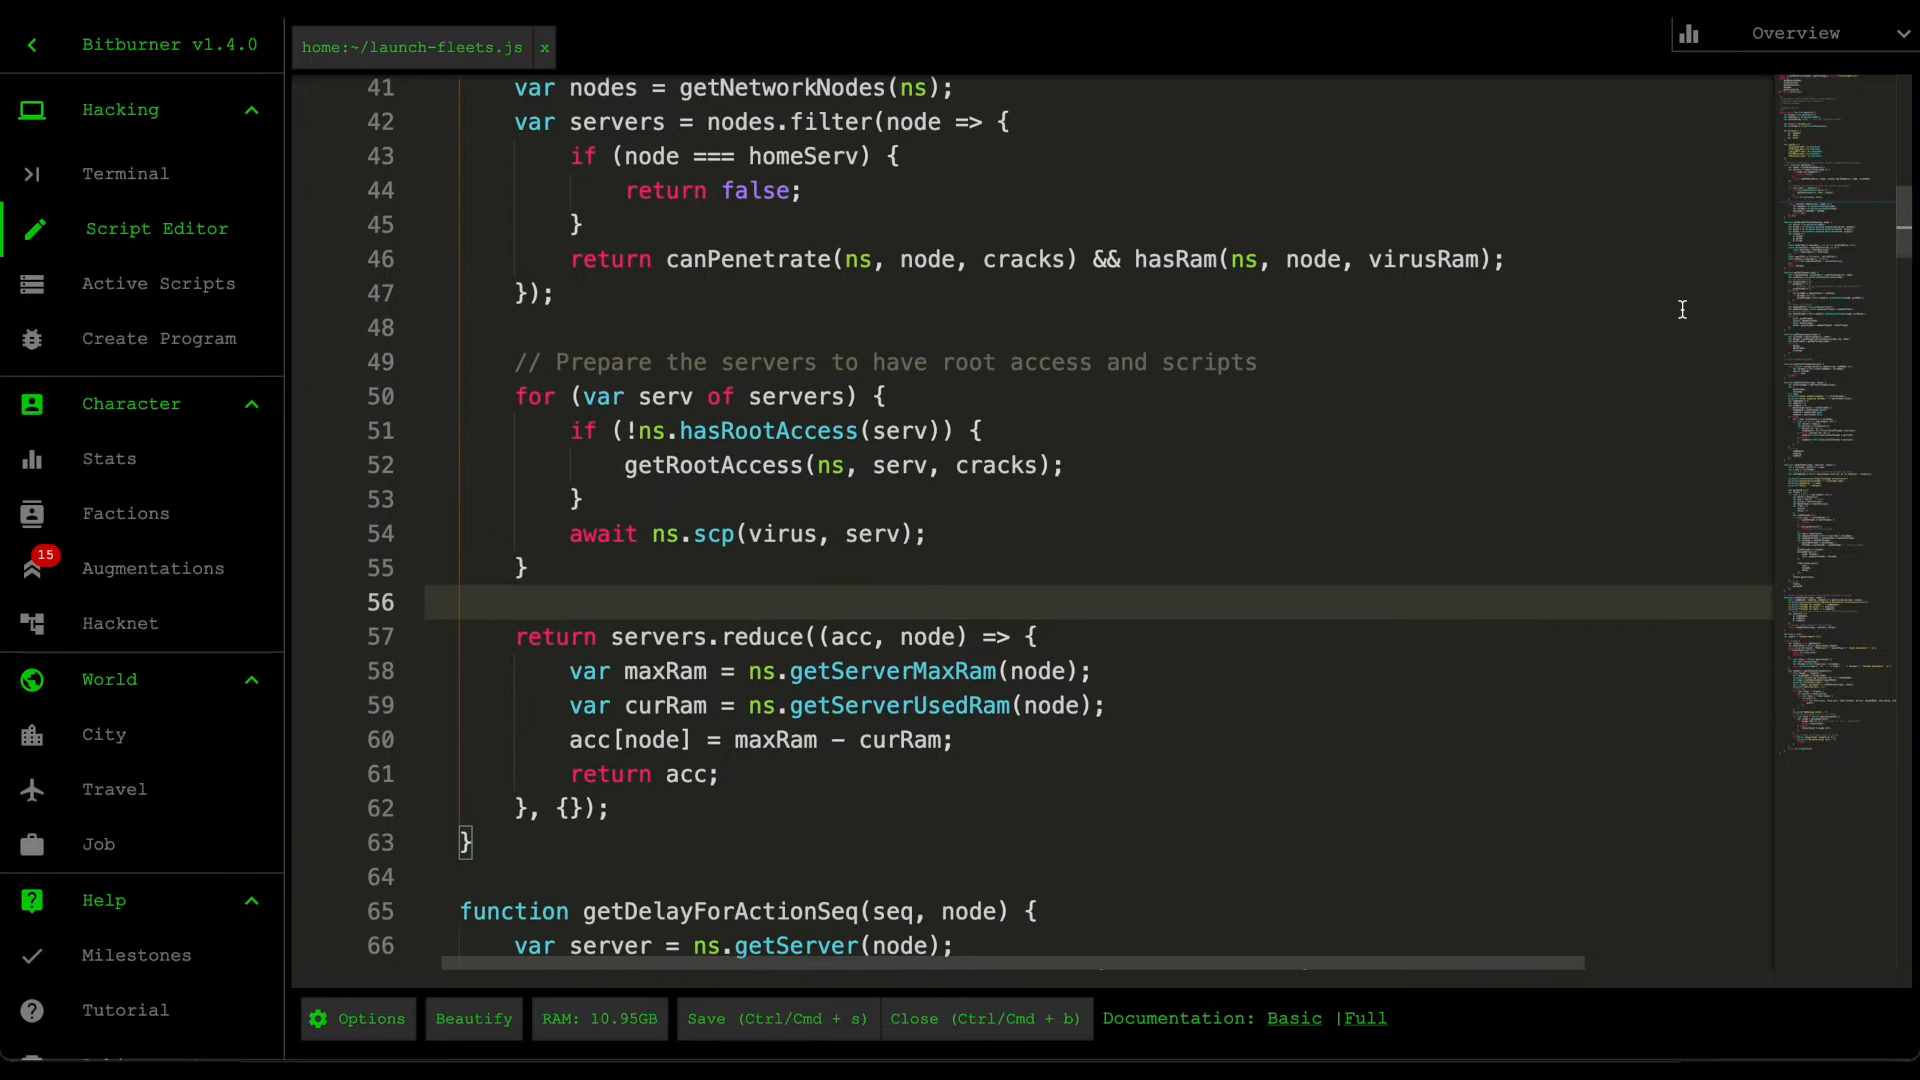 Bitburner v1.4.0
Hacking
Terminal
Script Editor
Active Scripts
Create Program
Character
Stats
Factions
15
Augmentations
Hacknet
World
City
Travel
Job
Help
Milestones
Tutorial
home:~/launch-fleets.js x
Overview
41 var nodes = getNetworkNodes(ns);
42 var servers = nodes.filter(node => {
43 if (node === homeServ) {
44 return false;
45 }
46 return canPenetrate(ns, node, cracks) && hasRam(ns, node, virusRam);
47 });
48
49 // Prepare the servers to have root access and scripts
50 for (var serv of servers) {
51 if (!ns.hasRootAccess(serv)) {
52 getRootAccess(ns, serv, cracks);
53 }
54 await ns.scp(virus, serv);
55 }
56
57 return servers.reduce((acc, node) => {
58 var maxRam = ns.getServerMaxRam(node);
59 var curRam = ns.getServerUsedRam(node);
60 acc[node] = maxRam - curRam;
61 return acc;
62 }, {});
63 }
64
65 function getDelayForActionSeq(seq, node) {
66 var server = ns.getServer(node);
Options Beautify RAM: 10.95GB Save (Ctrl/Cmd + s) Close (Ctrl/Cmd + b) Documentation: Basic |Full